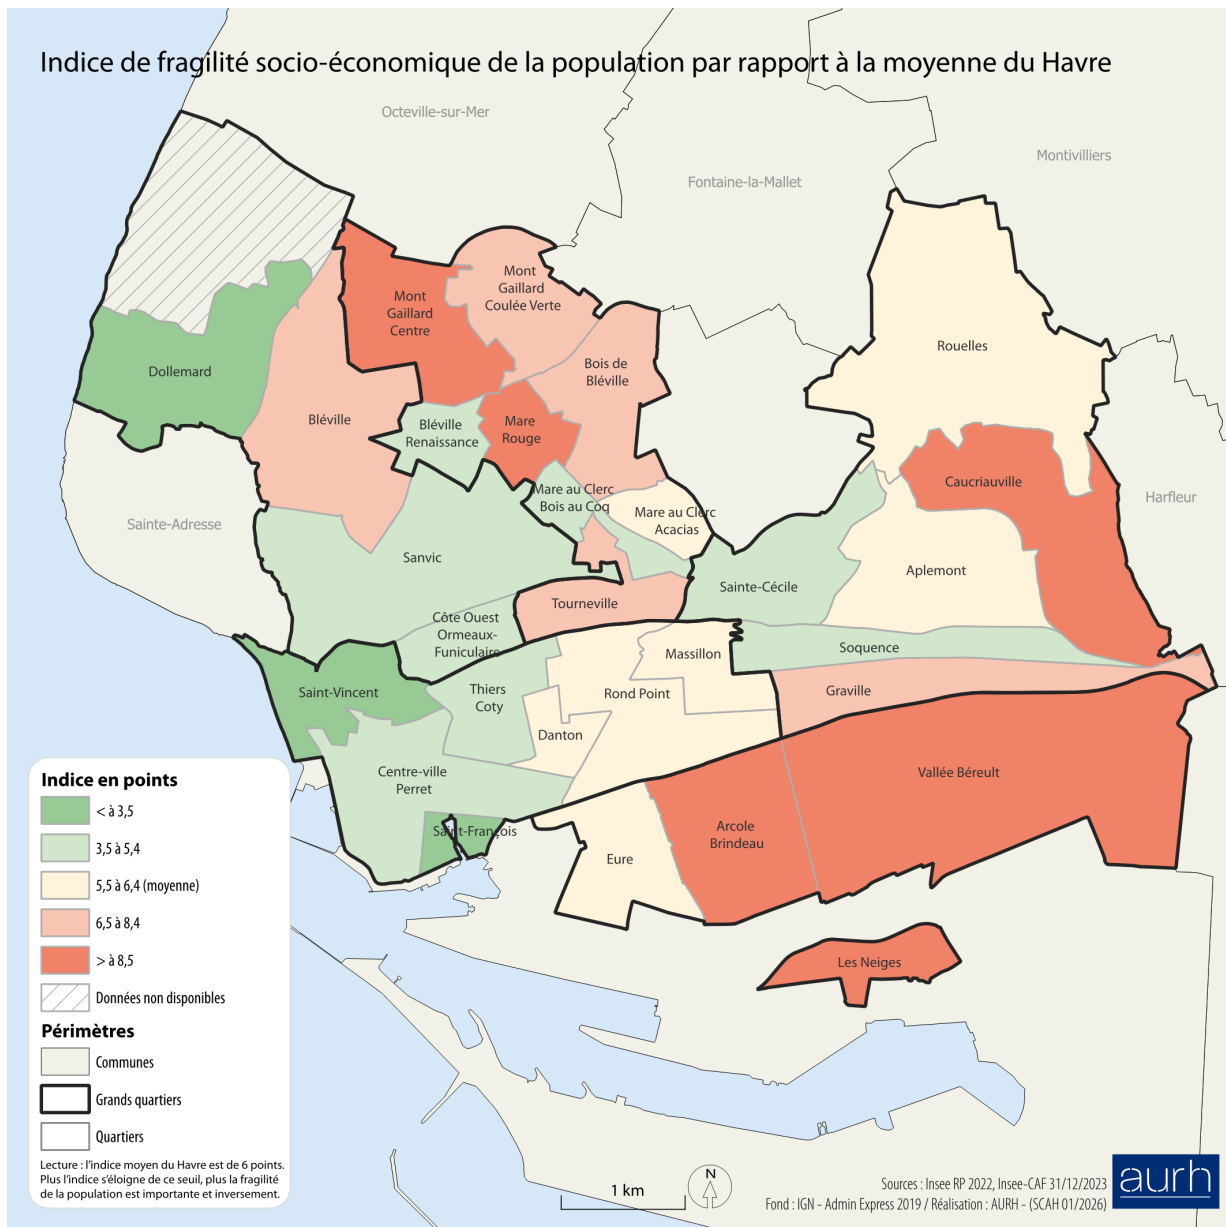 Indice de fragilité socio-économique de la population par rapport à la moyenne du Havre
Octeville-sur-Mer
Montivilliers
Fontaine-la-Mallet
Mont
Gaillard
Coulée Verte
Mont
Gaillard
Centre
Rouelles
Dollemard
Bois de
Bléville
Bléville
Bléville
Renaissance
Mare
Rouge
Caucriauville
Mare au Clerc
Bois au Coq
Harfleur
Mare au Clerc
Acacias
Sainte-Adresse
Sanvic
Aplemont
Sainte-Cécile
Tourneville
Côte Ouest
Ormeaux-
Funiculaire
Soquence
Massillon
Saint-Vincent
Thiers
Coty
Rond Point
Graville
Danton
Centre-ville
Perret
Vallée Béreult
Saint-François
Arcole
Brindeau
Eure
Les Neiges
Indice en points
< à 3,5
3,5 à 5,4
5,5 à 6,4 (moyenne)
6,5 à 8,4
> à 8,5
Données non disponibles
Périmètres
Communes
Grands quartiers
Quartiers
Lecture : l'indice moyen du Havre est de 6 points.
Plus l'indice s'éloigne de ce seuil, plus la fragilité
de la population est importante et inversement.
1 km
N
Sources : Insee RP 2022, Insee-CAF 31/12/2023
Fond : IGN - Admin Express 2019 / Réalisation : AURH - (SCAH 01/2026)
aurh